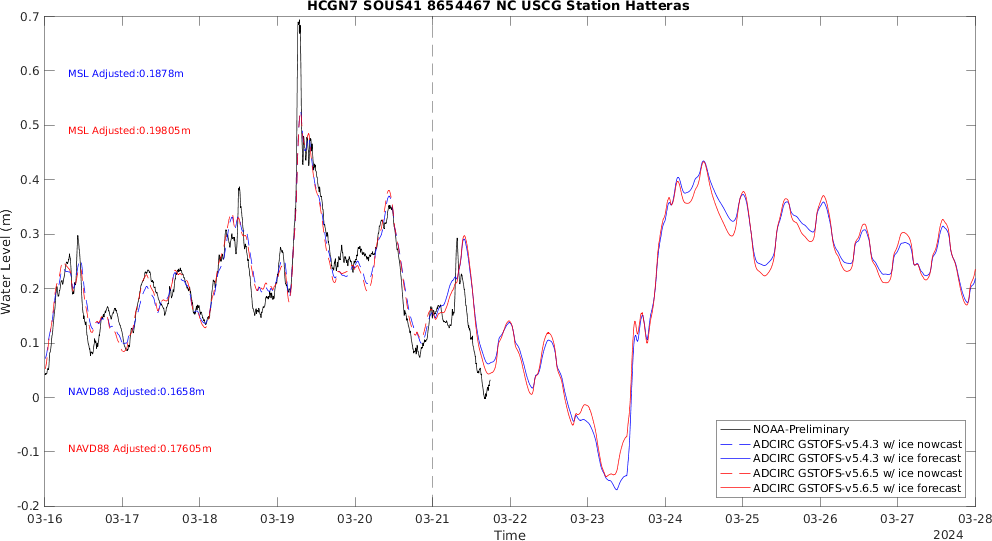 HCGN7 SOUS41 8654467 NC USCG Station Hatteras
0.7
0.6
0.5
0.4
0.3
0.2
0.1
0
-0.1
-0.2
Water Level (m)
MSL Adjusted:0.1878m
MSL Adjusted:0.19805m
NAVD88 Adjusted:0.1658m
NAVD88 Adjusted:0.17605m
NOAA-Preliminary
ADCIRC GSTOFS-v5.4.3 w/ ice nowcast
ADCIRC GSTOFS-v5.4.3 w/ ice forecast
ADCIRC GSTOFS-v5.6.5 w/ ice nowcast
ADCIRC GSTOFS-v5.6.5 w/ ice forecast
03-16 03-17 03-18 03-19 03-20 03-21 03-22 03-23 03-24 03-25 03-26 03-27 03-28
Time
2024